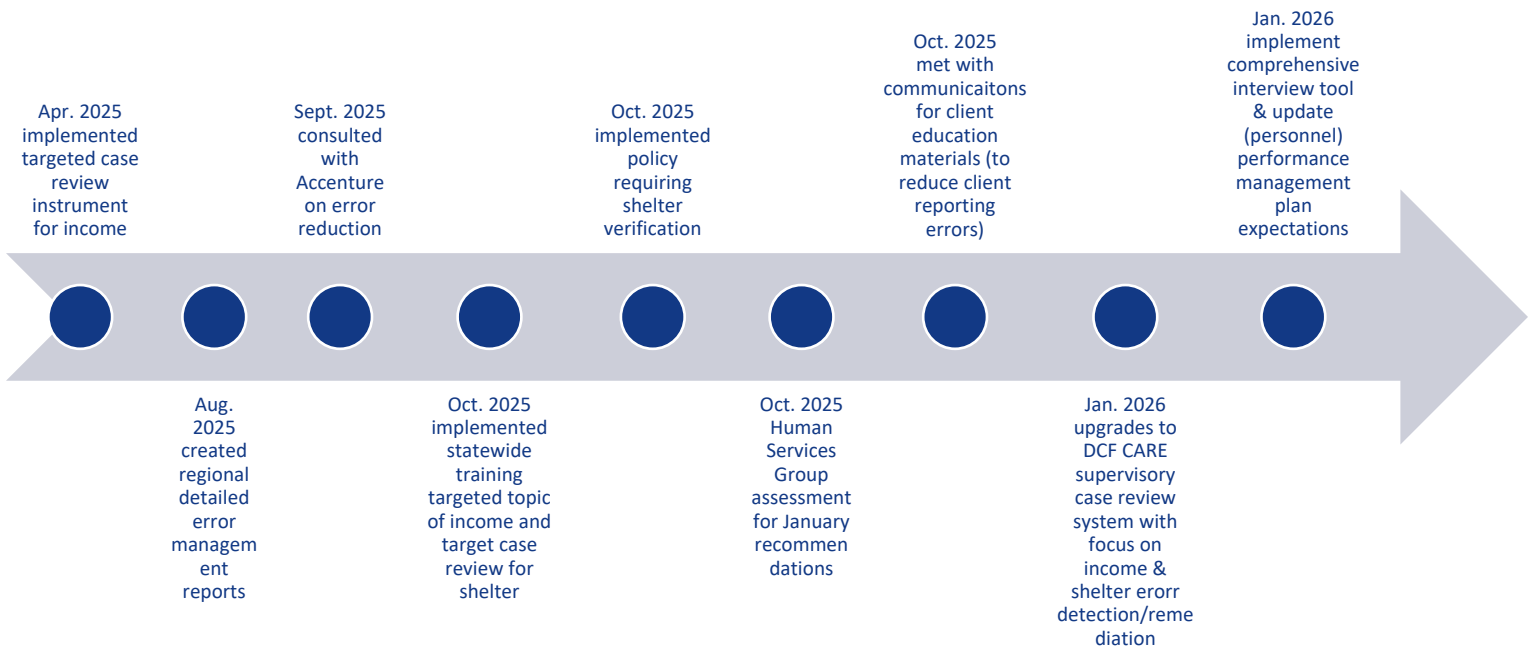 Apr. 2025
implemented
targeted case
review
instrument
for income
Aug.
2025
created
regional
detailed
error
managem
ent
reports
Sept. 2025
consulted
with
Accenture
on error
reduction
Oct. 2025
implemented
statewide
training
targeted topic
of income and
target case
review for
shelter
Oct. 2025
implemented
policy
requiring
shelter
verification
Oct. 2025
Human
Services
Group
assessment
for January
recommen
dations
Oct. 2025
met with
communicaitons
for client
education
materials (to
reduce client
reporting
errors)
Jan. 2026
upgrades to
DCF CARE
supervisory
case review
system with
focus on
income &
shelter erorr
detection/reme
diation
Jan. 2026
implement
comprehensive
interview tool
& update
(personnel)
performance
management
plan
expectations